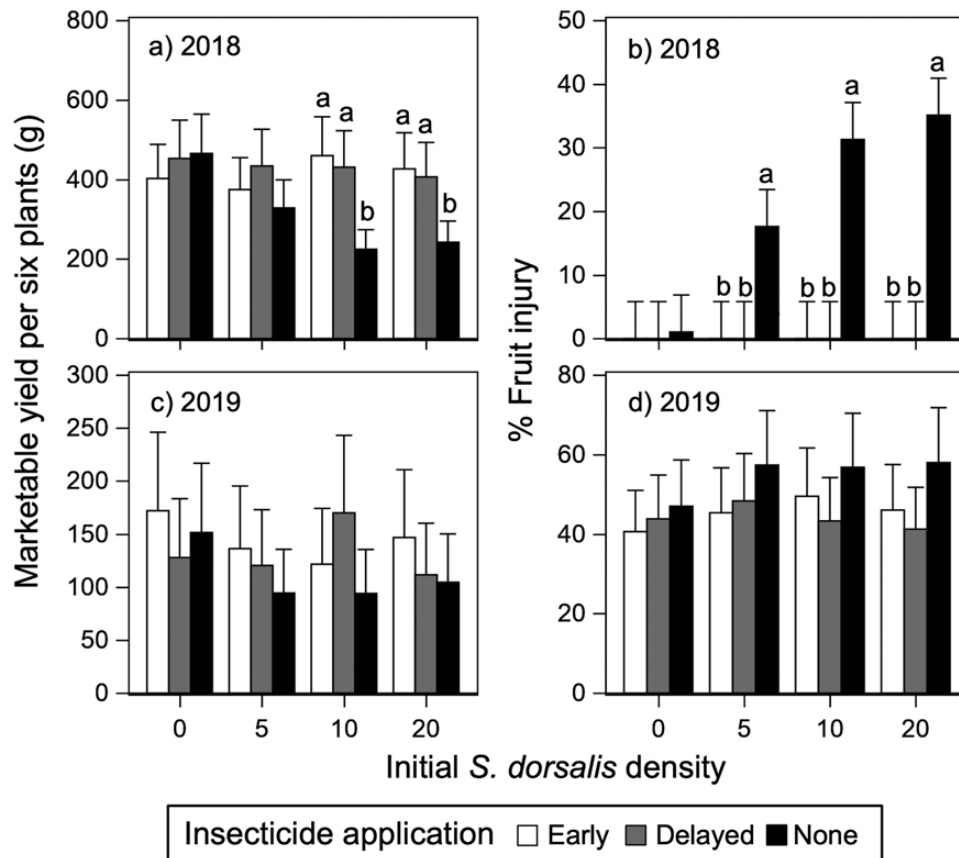 Marketable yield per six plants (g)
a) 2018
800
600
400
200
0
a a a a
b b
% Fruit injury
b) 2018
50
40
30
20
10
0
a a a
b b b b b b
c) 2019
300
250
200
150
100
50
0
0 5 10 20
d) 2019
80
60
40
20
0
0 5 10 20
Initial S. dorsalis density
Insecticide application Early Delayed None